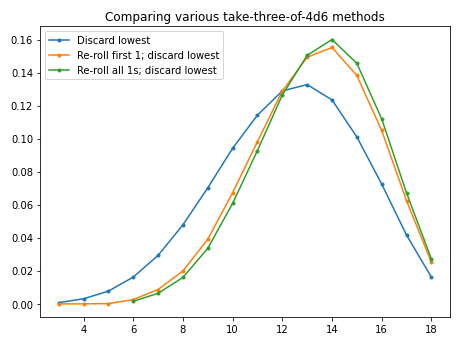 Comparing various take-three-of-4d6 methods
Discard lowest
Re-roll first 1; discard lowest
Re-roll all 1s; discard lowest
0.16
0.14
0.12
0.10
0.08
0.06
0.04
0.02
0.00
4 6 8 10 12 14 16 18